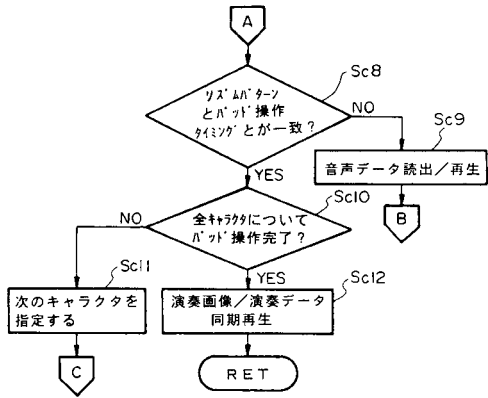 A
Sc8
ﾘｽﾞﾑﾊﾟﾀｰﾝ
とﾊﾟｯﾄﾞ操作
ﾀｲﾐﾝｸﾞとが一致?
NO
Sc9
音声データ読出／再生
B
YES
Sc10
全ｷｬﾗｸﾀについて
ﾊﾟｯﾄﾞ操作完了?
NO
Sc11
次のキャラクタを
指定する
C
YES
Sc12
演奏画像／演奏データ
同期再生
RET